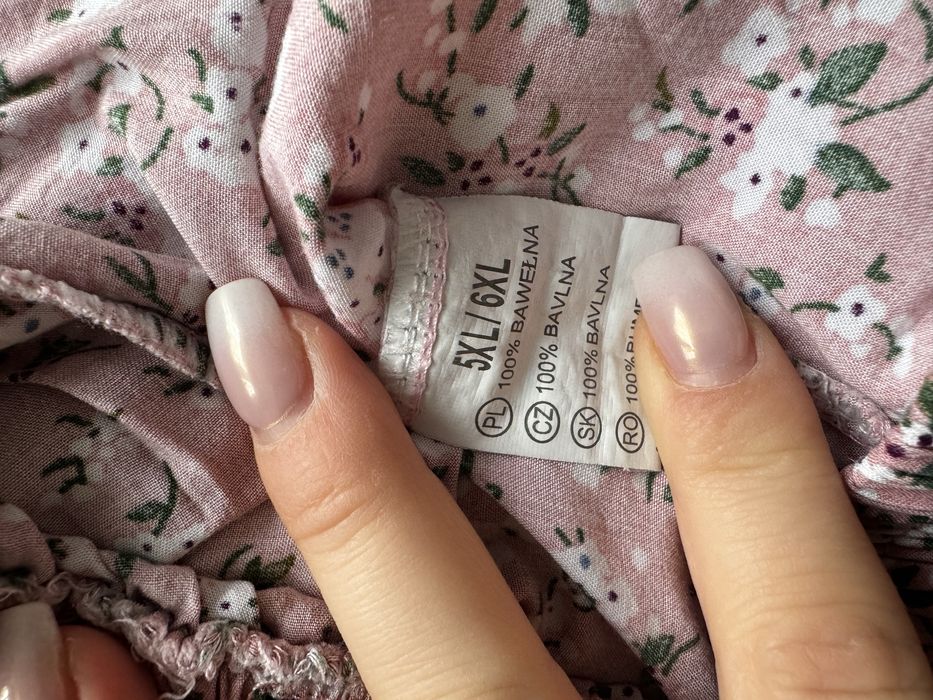 5XL/6XL
PL 100% BAWEŁNA
CZ 100% BAVLNA
SK 100% BAVLNA
RO 100%